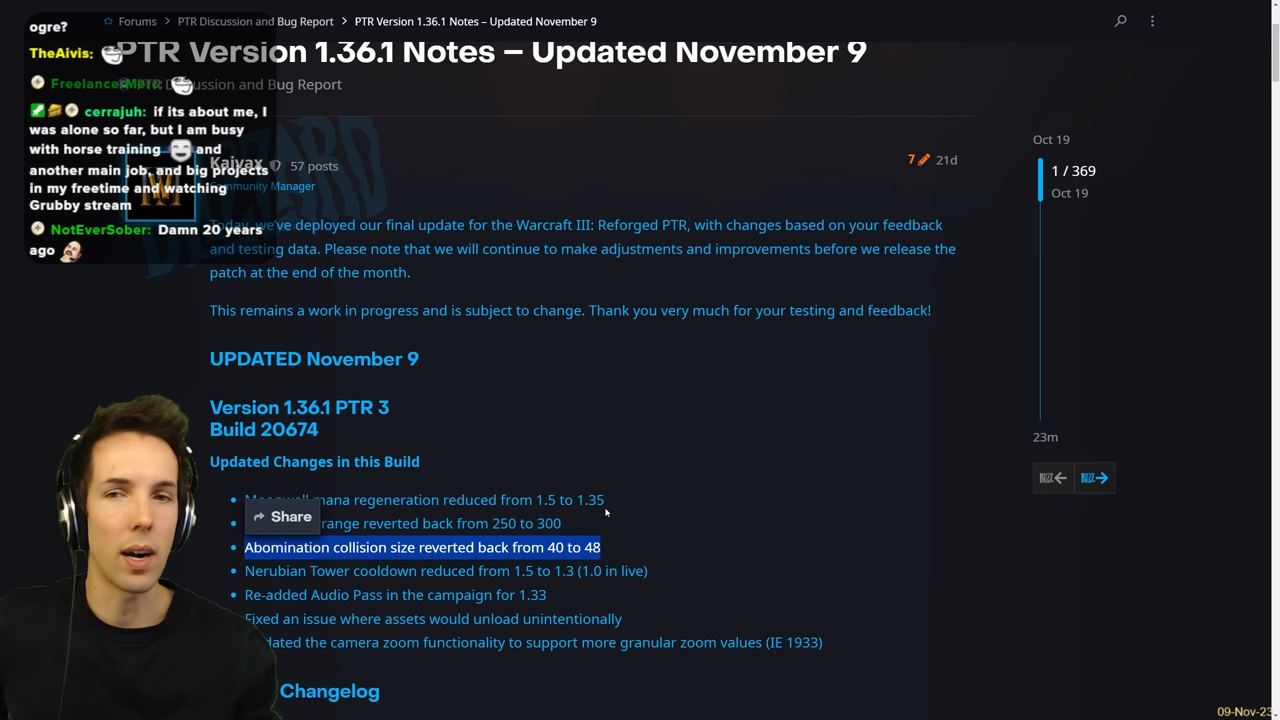 Forums > PTR Discussion and Bug Report > PTR Version 1.36.1 Notes – Updated November 9
PTR Version 1.36.1 Notes – Updated November 9
Discussion and Bug Report
ogre?
TheAivis:
cerrajuh: if its about me, I
was alone so far, but I am busy
with horse training and
another main job, and big projects
in my freetime and watching
Grubby stream
NotEverSober: Damn 20 years
ago
Kaivax 57 posts
Community Manager
7 21d
Today, we've deployed our final update for the Warcraft III: Reforged PTR, with changes based on your feedback
and testing data. Please note that we will continue to make adjustments and improvements before we release the
patch at the end of the month.
This remains a work in progress and is subject to change. Thank you very much for your testing and feedback!
UPDATED November 9
Version 1.36.1 PTR 3
Build 20674
Updated Changes in this Build
Moonwell mana regeneration reduced from 1.5 to 1.35
Share
range reverted back from 250 to 300
Abomination collision size reverted back from 40 to 48
Nerubian Tower cooldown reduced from 1.5 to 1.3 (1.0 in live)
Re-added Audio Pass in the campaign for 1.33
Fixed an issue where assets would unload unintentionally
dated the camera zoom functionality to support more granular zoom values (IE 1933)
Changelog
Oct 19
1 / 369
Oct 19
23m
BUZZ
BUZZ
09-Nov-23